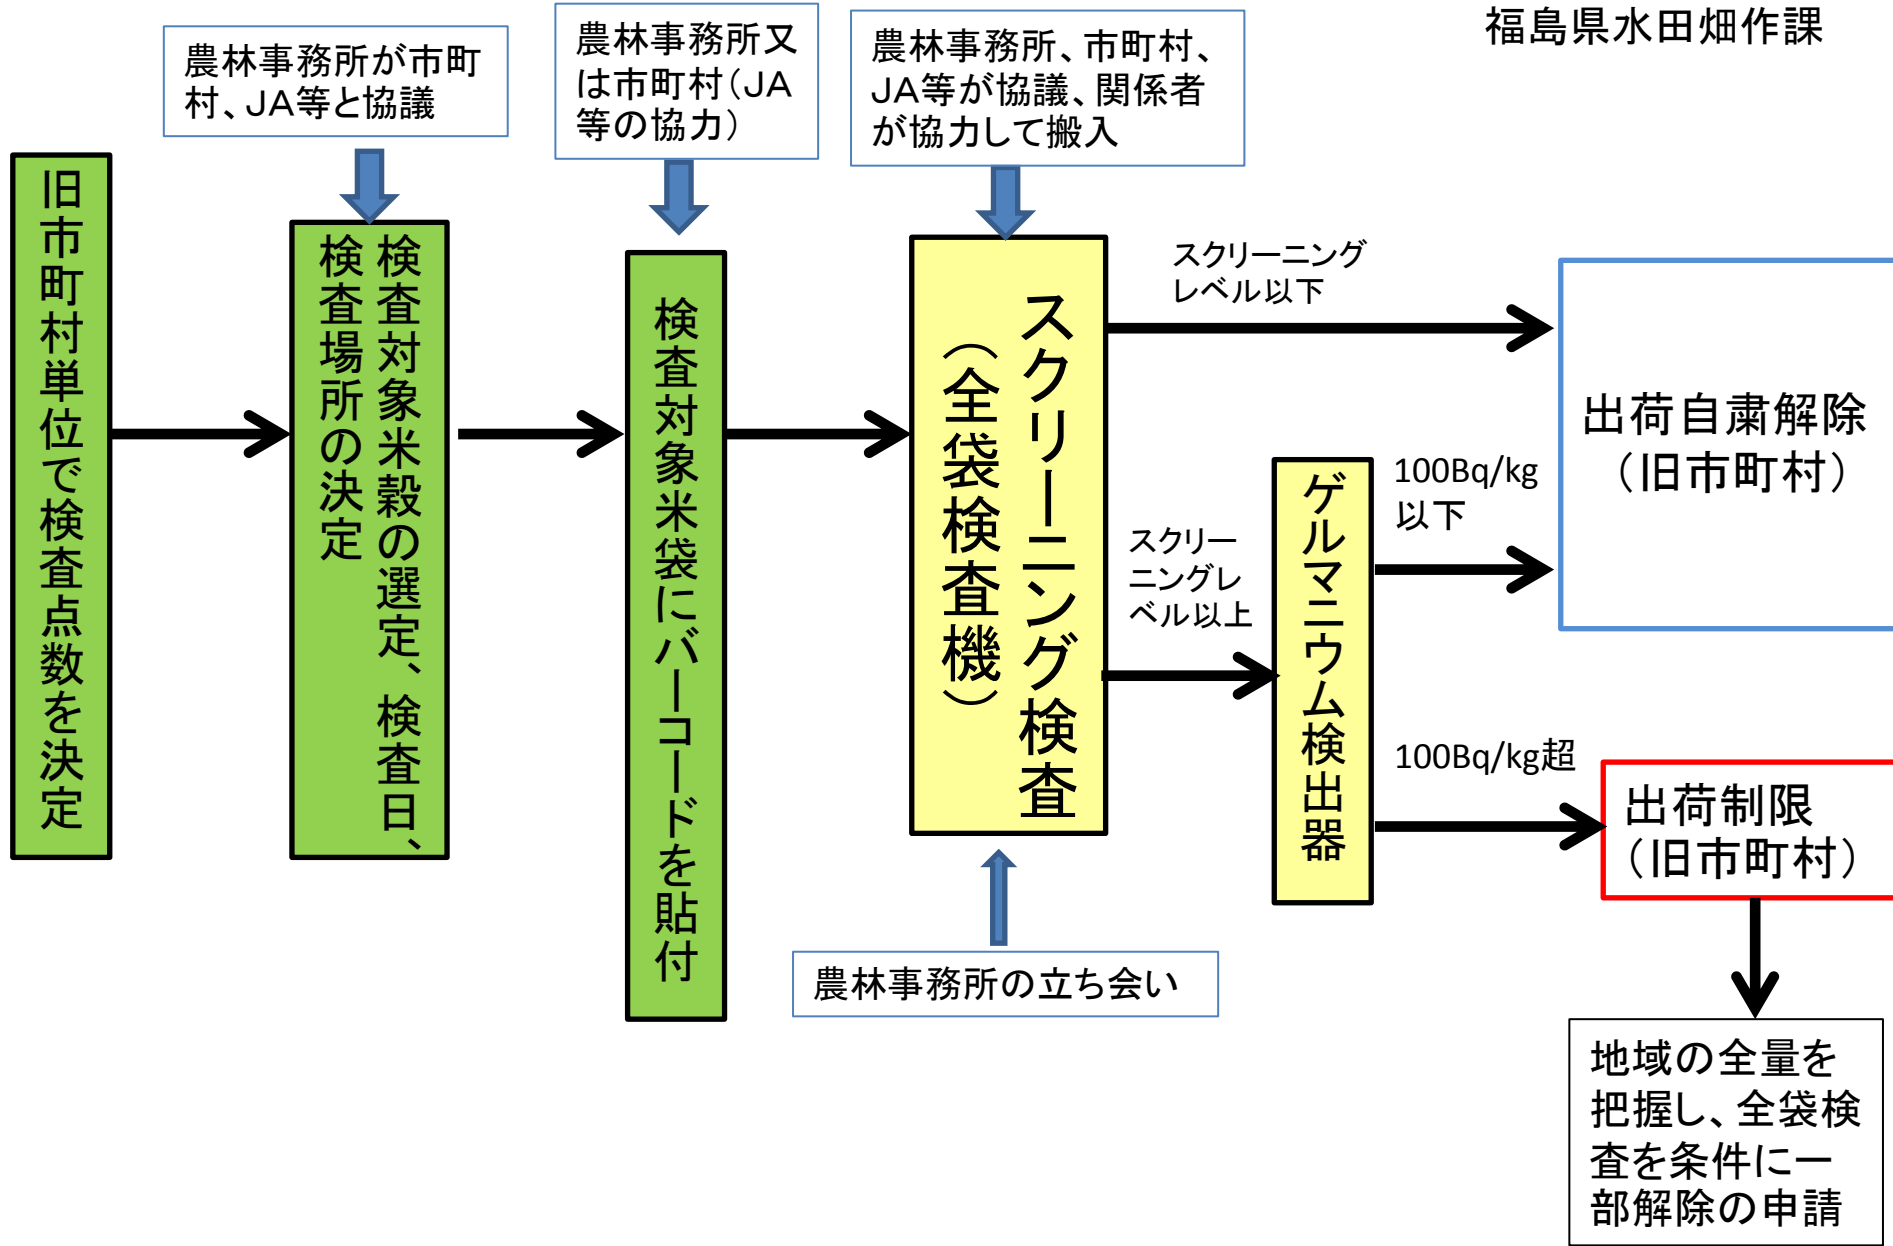 福島県水田畑作課
農林事務所が市町
村、JA等と協議
農林事務所又
は市町村（JA
等の協力）
農林事務所、市町村、
JA等が協議、関係者
が協力して搬入
旧市町村単位で検査点数を決定
検査対象米穀の選定、検査日、
検査場所の決定
検査対象米袋にバーコードを貼付
スクリーニング検査
（全袋検査機）
農林事務所の立ち会い
スクリーニング
レベル以下
スクリー
ニングレ
ベル以上
ゲルマニウム検出器
100Bq/kg
以下
100Bq/kg超
出荷自粛解除
（旧市町村）
出荷制限
（旧市町村）
地域の全量を
把握し、全袋検
査を条件に一
部解除の申請